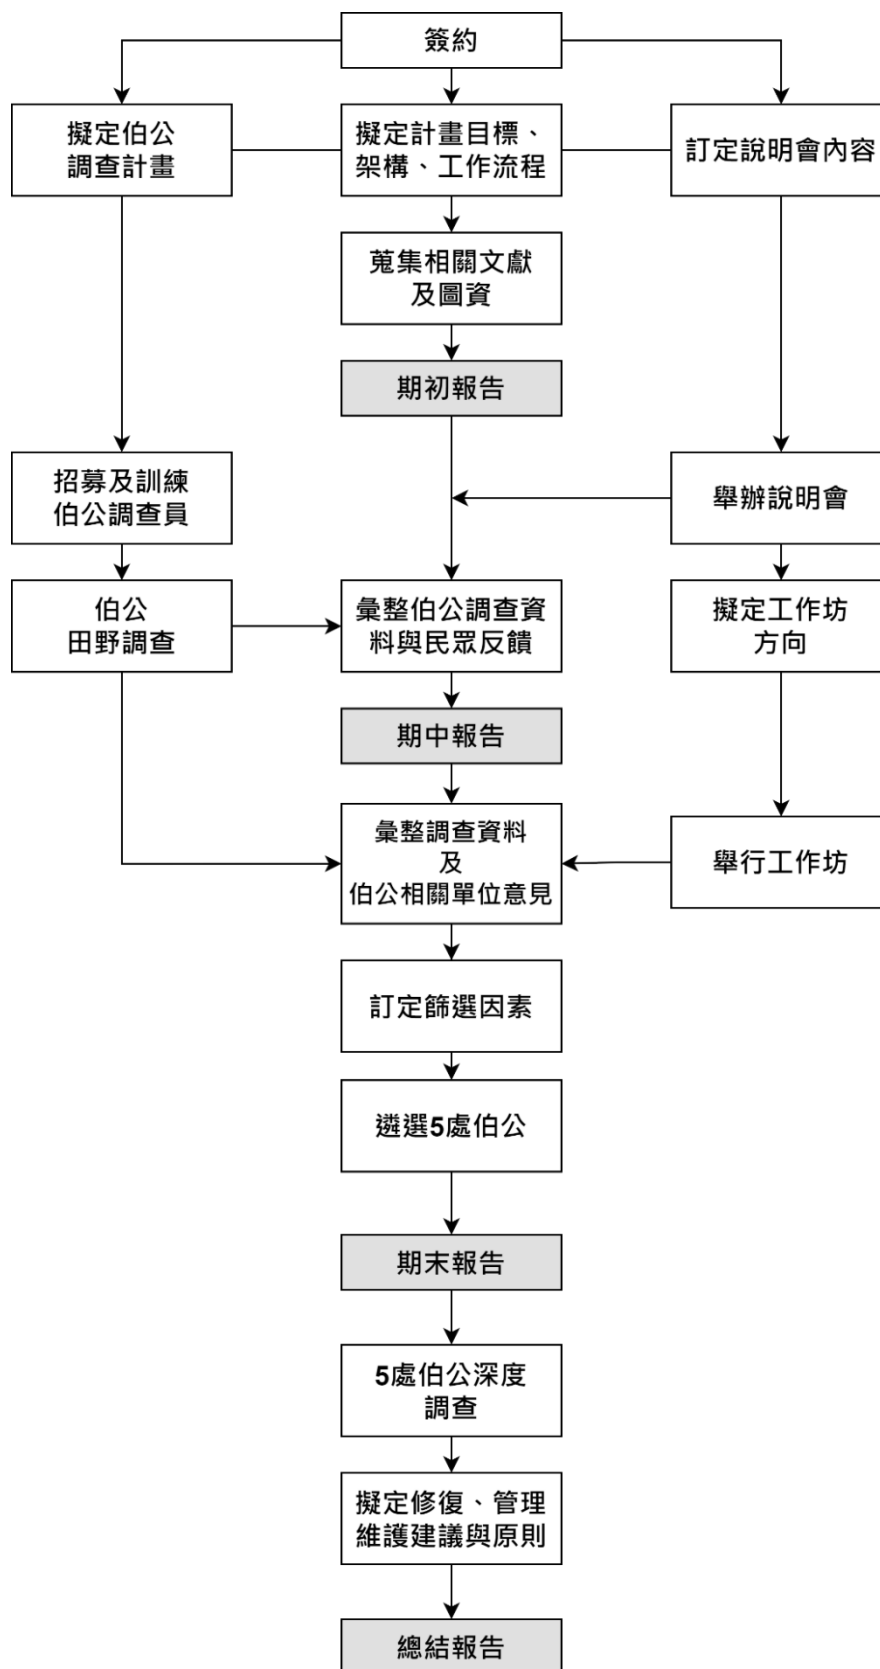 簽約
擬定伯公
調查計畫
擬定計畫目標、
架構、工作流程
訂定說明會內容
蒐集相關文獻
及圖資
期初報告
招募及訓練
伯公調查員
舉辦說明會
伯公
田野調查
彙整伯公調查資
料與民眾反饋
擬定工作坊
方向
期中報告
彙整調查資料
及
伯公相關單位意見
舉行工作坊
訂定篩選因素
遴選5處伯公
期末報告
5處伯公深度
調查
擬定修復、管理
維護建議與原則
總結報告